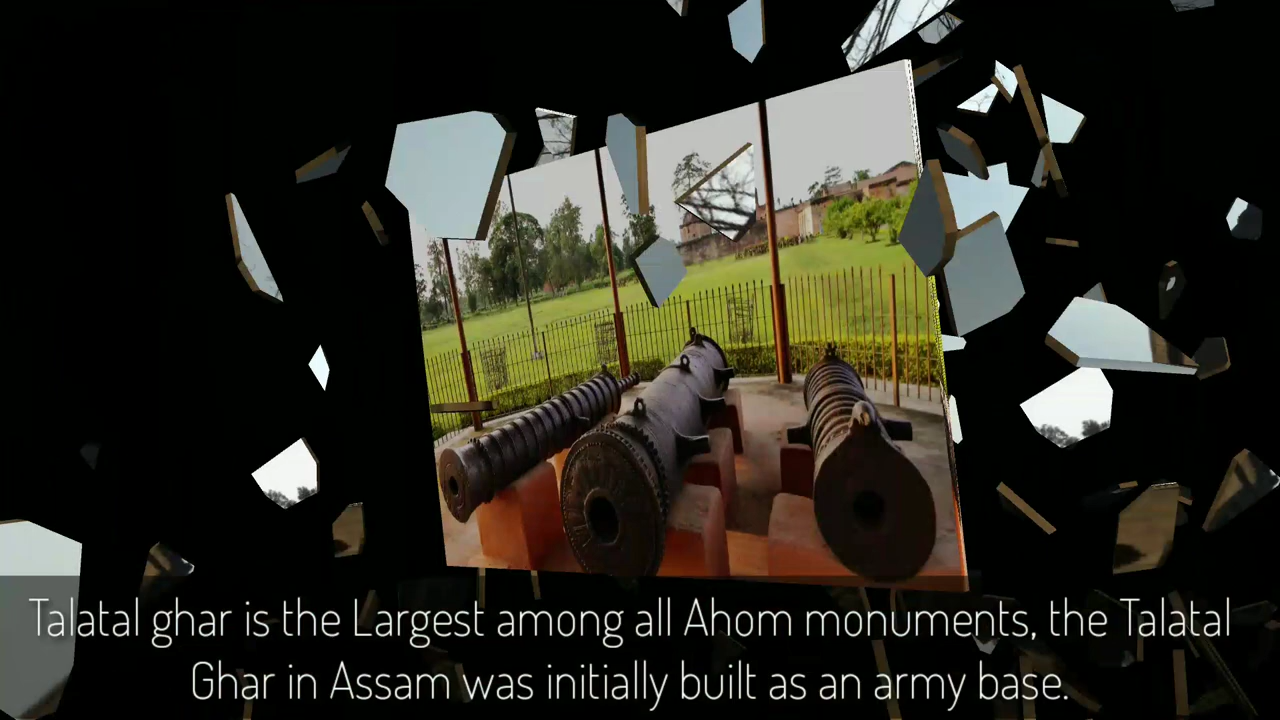 Talatal ghar is the Largest among all Ahom monuments, the Talatal
Ghar in Assam was initially built as an army base.